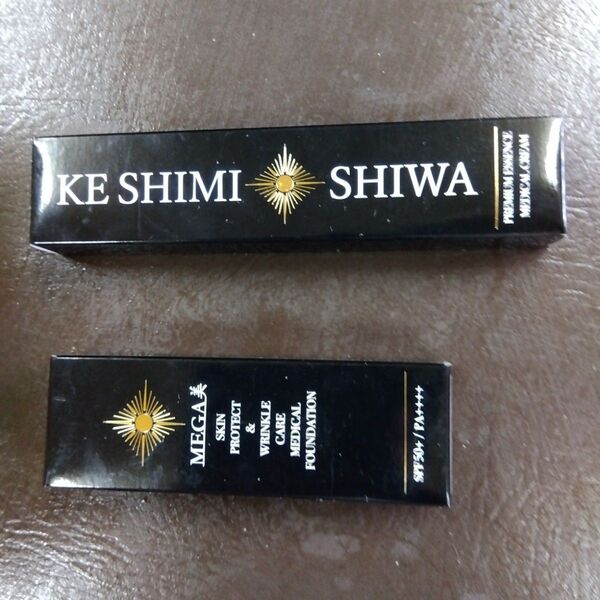 KE SHIMI SHIWA
PREMIUM ESSENCE
MEDICAL CREAM
MEGA美
SKIN
PROTECT
&
WRINKLE
CARE
MEDICAL
FOUNDATION
SPF50+ / PA++++